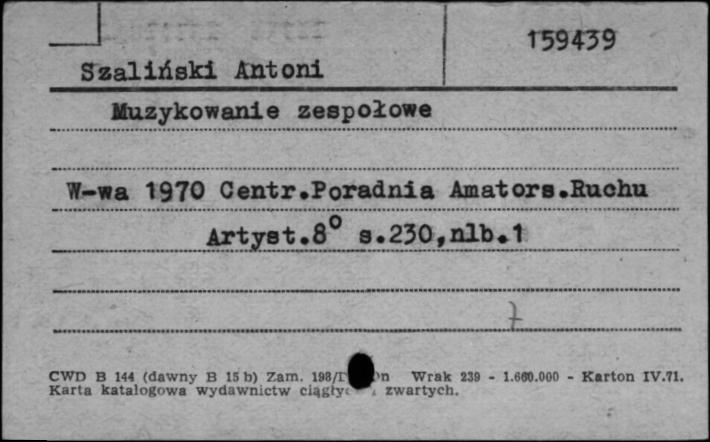 159439
Szaliński Antoni
Muzykowanie zespołowe
W-wa 1970 Centr.Poradnia Amators.Ruchu
Artyst.8° s.230,nlb.1
7
CWD B 144 (dawny B 15 b) Zam. Wrak 239 - 1.660.000 - Karton IV.71.
Karta katalogowa wydawnictw zwartych.